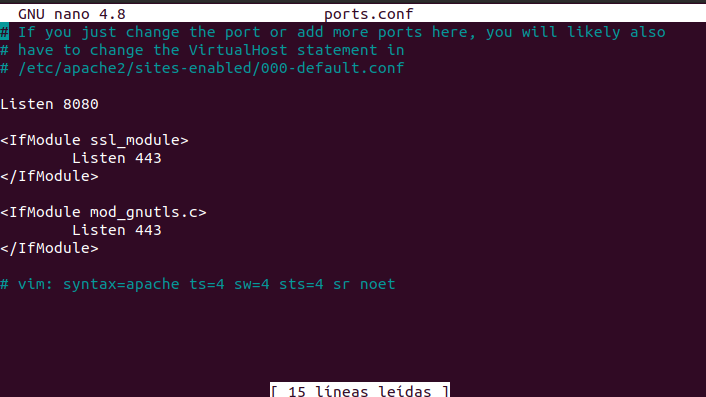 GNU nano 4.8 ports.conf
# If you just change the port or add more ports here, you will likely also
# have to change the VirtualHost statement in
# /etc/apache2/sites-enabled/000-default.conf
Listen 8080
<IfModule ssl_module>
Listen 443
</IfModule>
<IfModule mod_gnutls.c>
Listen 443
</IfModule>
# vim: syntax=apache ts=4 sw=4 sts=4 sr noet
[ 15 líneas leídas ]